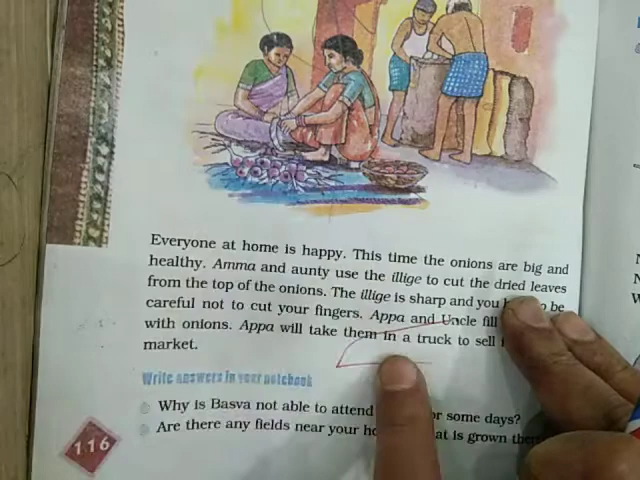 Everyone at home is happy. This time the onions are big and
healthy. Amma and aunty use the illige to cut the dried leaves
from the top of the onions. The illige is sharp and you be
careful not to cut your fingers. Appa and Uncle fill
with onions. Appa will take them in a truck to sell
market.
Write answers in your notebook
Why is Basva not able to attend or some days?
Are there any fields near your at is grown
116